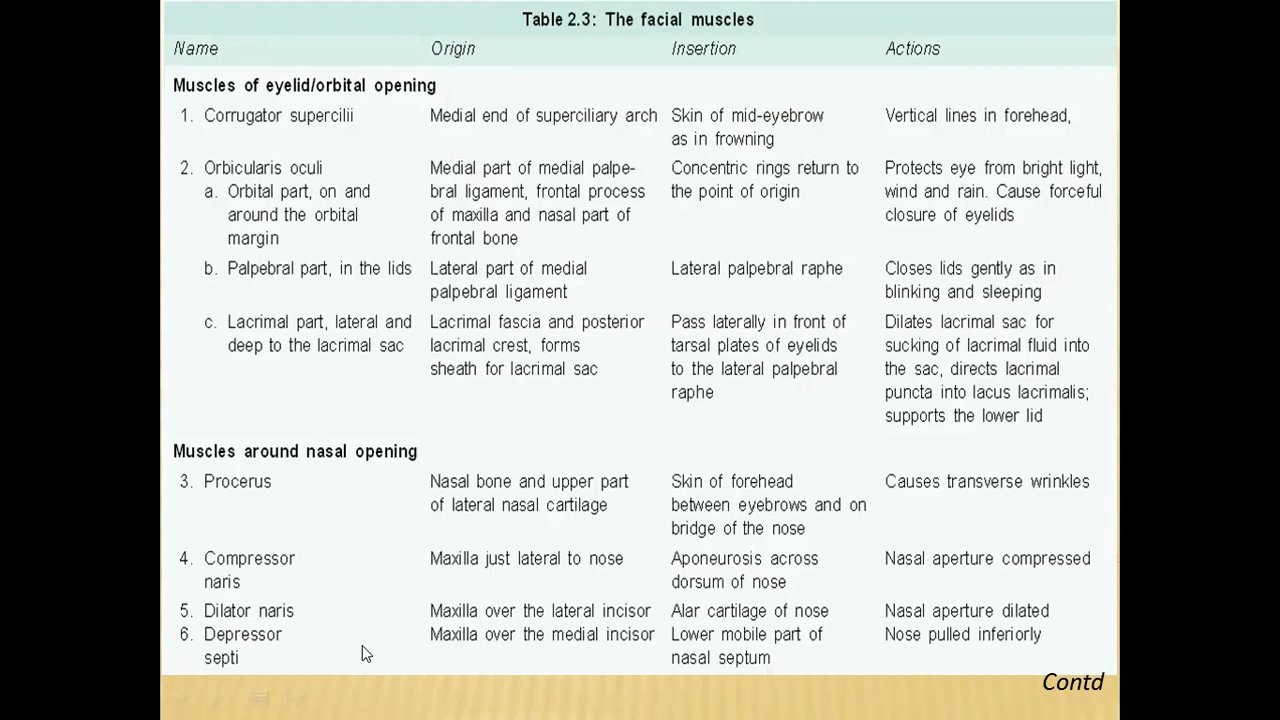 Table 2.3: The facial muscles
Name Origin Insertion Actions
Muscles of eyelid/orbital opening
1. Corrugator supercilii Medial end of superciliary arch Skin of mid-eyebrow Vertical lines in forehead,
as in frowning
2. Orbicularis oculi Medial part of medial palpe- Concentric rings return to Protects eye from bright light,
a. Orbital part, on and bral ligament, frontal process the point of origin wind and rain. Cause forceful
around the orbital of maxilla and nasal part of closure of eyelids
margin frontal bone
b. Palpebral part, in the lids Lateral part of medial Lateral palpebral raphe Closes lids gently as in
palpebral ligament blinking and sleeping
c. Lacrimal part, lateral and Lacrimal fascia and posterior Pass laterally in front of Dilates lacrimal sac for
deep to the lacrimal sac lacrimal crest, forms tarsal plates of eyelids sucking of lacrimal fluid into
sheath for lacrimal sac to the lateral palpebral the sac, directs lacrimal
raphe puncta into lacus lacrimalis;
supports the lower lid
Muscles around nasal opening
3. Procerus Nasal bone and upper part Skin of forehead Causes transverse wrinkles
of lateral nasal cartilage between eyebrows and on
bridge of the nose
4. Compressor Maxilla just lateral to nose Aponeurosis across Nasal aperture compressed
naris dorsum of nose
5. Dilator naris Maxilla over the lateral incisor Alar cartilage of nose Nasal aperture dilated
6. Depressor Maxilla over the medial incisor Lower mobile part of Nose pulled inferiorly
septi nasal septum
Contd